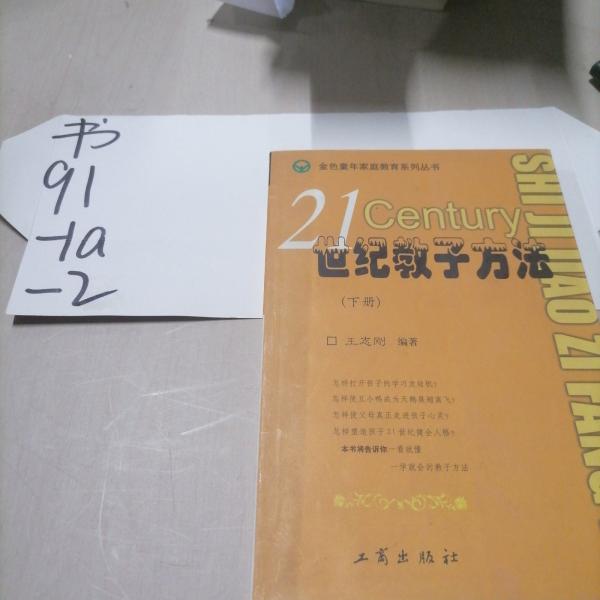 书
91
-1a
-2
金色童年家庭教育系列丛书
21 Century
世纪教子方法
(下册)
□ 王志刚 编著
怎样打开孩子的学习发动机?
怎样使丑小鸭成为天鹅展翅高飞?
怎样使父母真正走进孩子心灵?
怎样塑造孩子21世纪健全人格?
本书将告诉你一看就懂
一学就会的教子方法
工商出版社
SHI JI JIAO ZI FANG